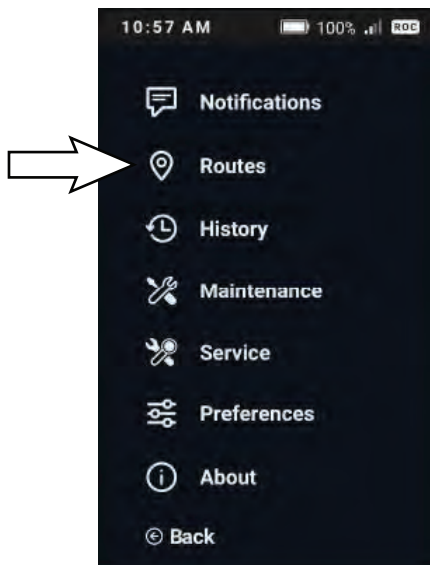 10:57 AM 100% ROC
Notifications
Routes
History
Maintenance
Service
Preferences
About
Back